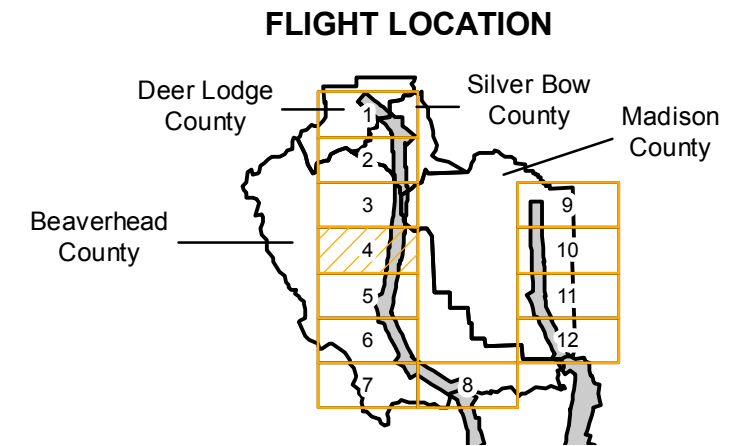 FLIGHT LOCATION
Deer Lodge
County
Silver Bow
County
Madison
County
Beaverhead
County
1
2
3
4
5
6
7
8
9
10
11
12